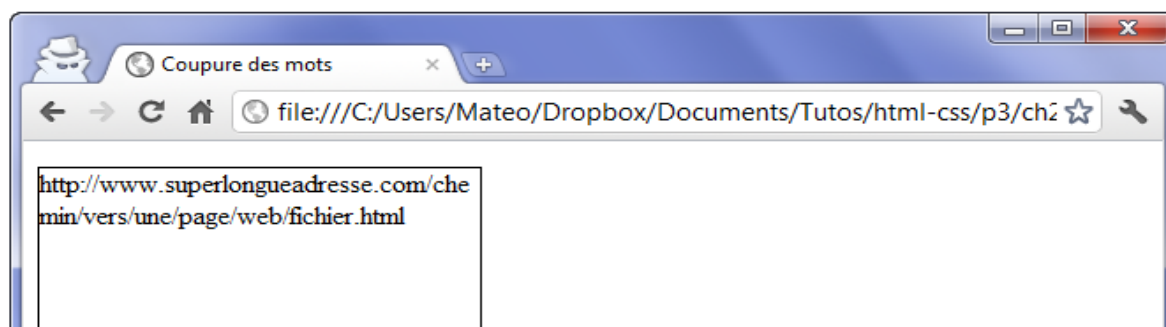 Coupure des mots
file:///C:/Users/Mateo/Dropbox/Documents/Tutos/html-css/p3/ch2
http://www.superlongueadresse.com/che
min/vers/une/page/web/fichier.html